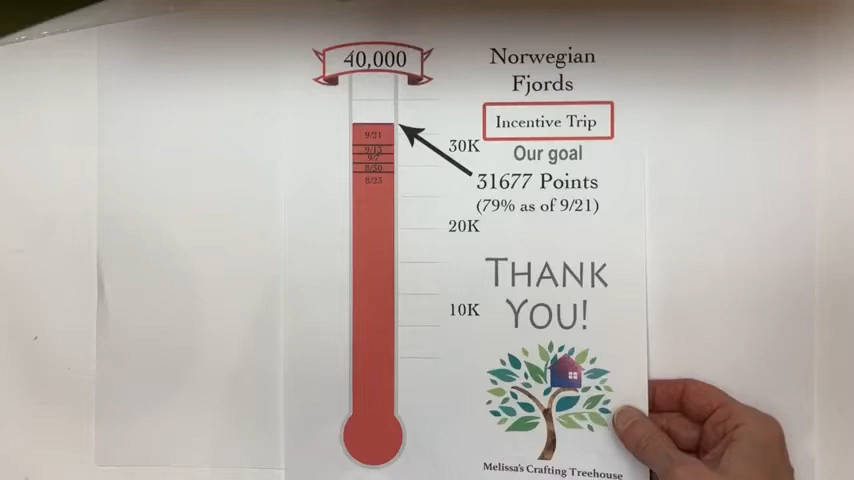 40,000
9/21
9/13
9/7
8/30
8/23
30K
20K
10K
Norwegian
Fjords
Incentive Trip
Our goal
31677 Points
(79% as of 9/21)
THANK
YOU!
Melissa's Crafting Treehouse